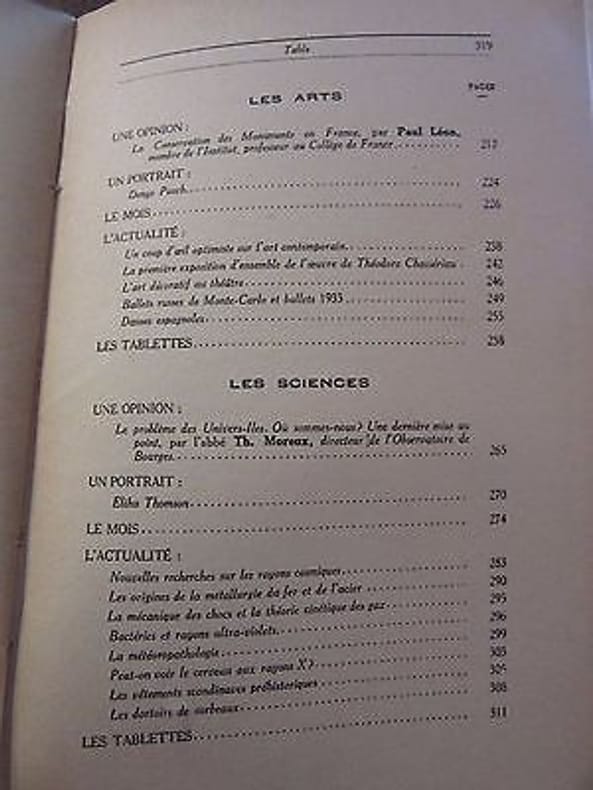 Table 319
PAGES
LES ARTS
UNE OPINION :
La Conservation des Monuments en France, par Paul Léon,
membre de l'Institut, professeur au Collège de France. 217
UN PORTRAIT :
Denys Puech. 224
LE MOIS 226
L'ACTUALITÉ :
Un coup d'œil optimiste sur l'art contemporain. 238
La première exposition d'ensemble de l'œuvre de Théodore Chassériau 242
L'art décoratif au théâtre 246
Ballets russes de Monte-Carlo et ballets 1933 249
Danses espagnoles 255
LES TABLETTES 258
LES SCIENCES
UNE OPINION :
Le problème des Univers-Iles. Où sommes-nous? Une dernière mise au
point, par l'abbé Th. Moreux, directeur de l'Observatoire de
Bourges. 265
UN PORTRAIT :
Elihu Thomson 270
LE MOIS 274
L'ACTUALITÉ :
Nouvelles recherches sur les rayons cosmiques 283
Les origines de la métallurgie du fer et de l'acier 290
La mécanique des chocs et la théorie cinétique des gaz 295
Bactéries et rayons ultra-violets. 296
La météoropathologie 299
Peut-on voir le cerveau aux rayons X? 303
Les vêtements scandinaves préhistoriques 305
Les dortoirs de corbeaux 308
LES TABLETTES 311